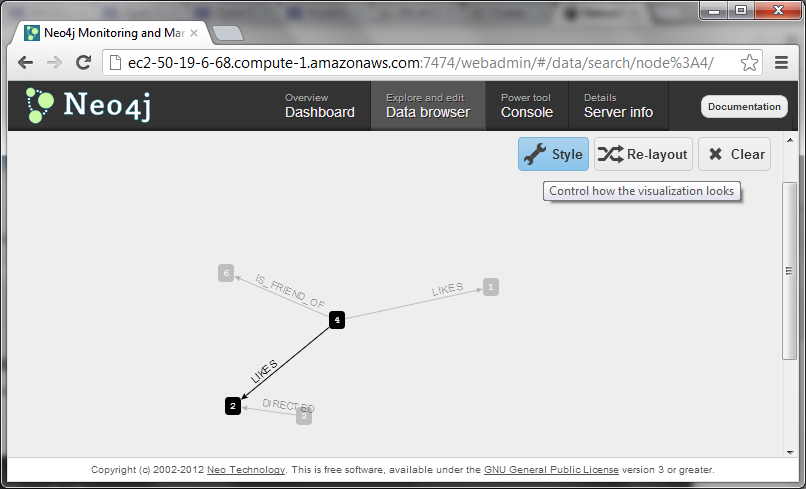 Neo4j Monitoring and Mar
ec2-50-19-6-68.compute-1.amazonaws.com:7474/webadmin/#/data/search/node%3A4/
Neo4j
Overview
Dashboard
Explore and edit
Data browser
Power tool
Console
Details
Server info
Documentation
Style
Re-layout
Clear
Control how the visualization looks
6
IS_FRIEND_OF
LIKES
1
4
LIKES
2
DIRECTED
Copyright (c) 2002-2012 Neo Technology. This is free software, available under the GNU General Public License version 3 or greater.